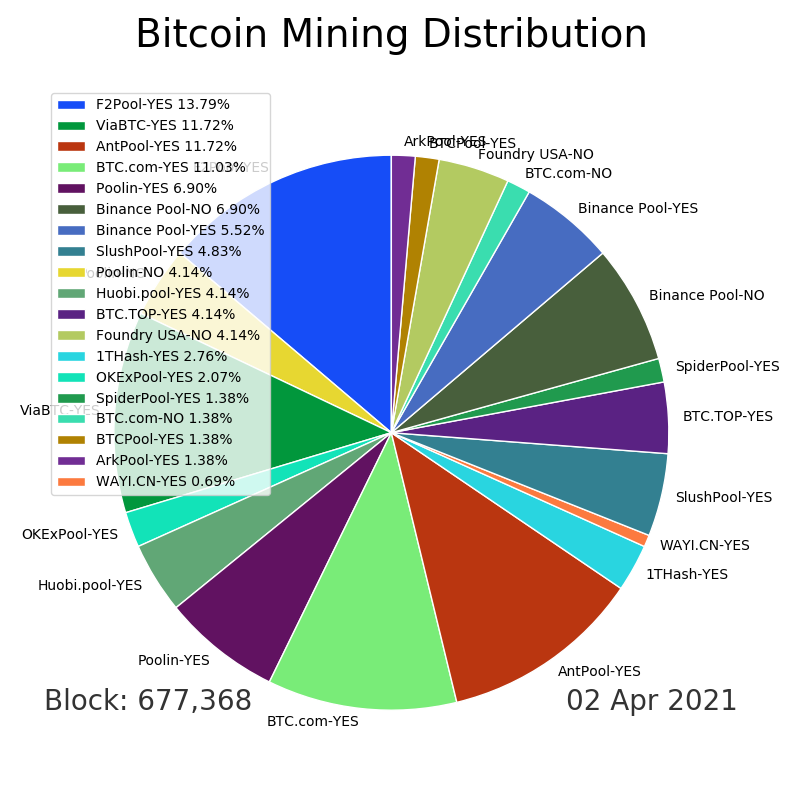 Bitcoin Mining Distribution
F2Pool-YES 13.79%
ViaBTC-YES 11.72%
AntPool-YES 11.72%
BTC.com-YES 11.03%
Poolin-YES 6.90%
Binance Pool-NO 6.90%
Binance Pool-YES 5.52%
SlushPool-YES 4.83%
Poolin-NO 4.14%
Huobi.pool-YES 4.14%
BTC.TOP-YES 4.14%
Foundry USA-NO 4.14%
1THash-YES 2.76%
OKExPool-YES 2.07%
SpiderPool-YES 1.38%
BTC.com-NO 1.38%
BTCPool-YES 1.38%
ArkPool-YES 1.38%
WAYI.CN-YES 0.69%
ArkPool-YES
BTCPool-YES
Foundry USA-NO
BTC.com-NO
Binance Pool-YES
Binance Pool-NO
SpiderPool-YES
BTC.TOP-YES
SlushPool-YES
WAYI.CN-YES
1THash-YES
AntPool-YES
BTC.com-YES
Poolin-YES
Huobi.pool-YES
OKExPool-YES
ViaBTC-YES
Block: 677,368
02 Apr 2021